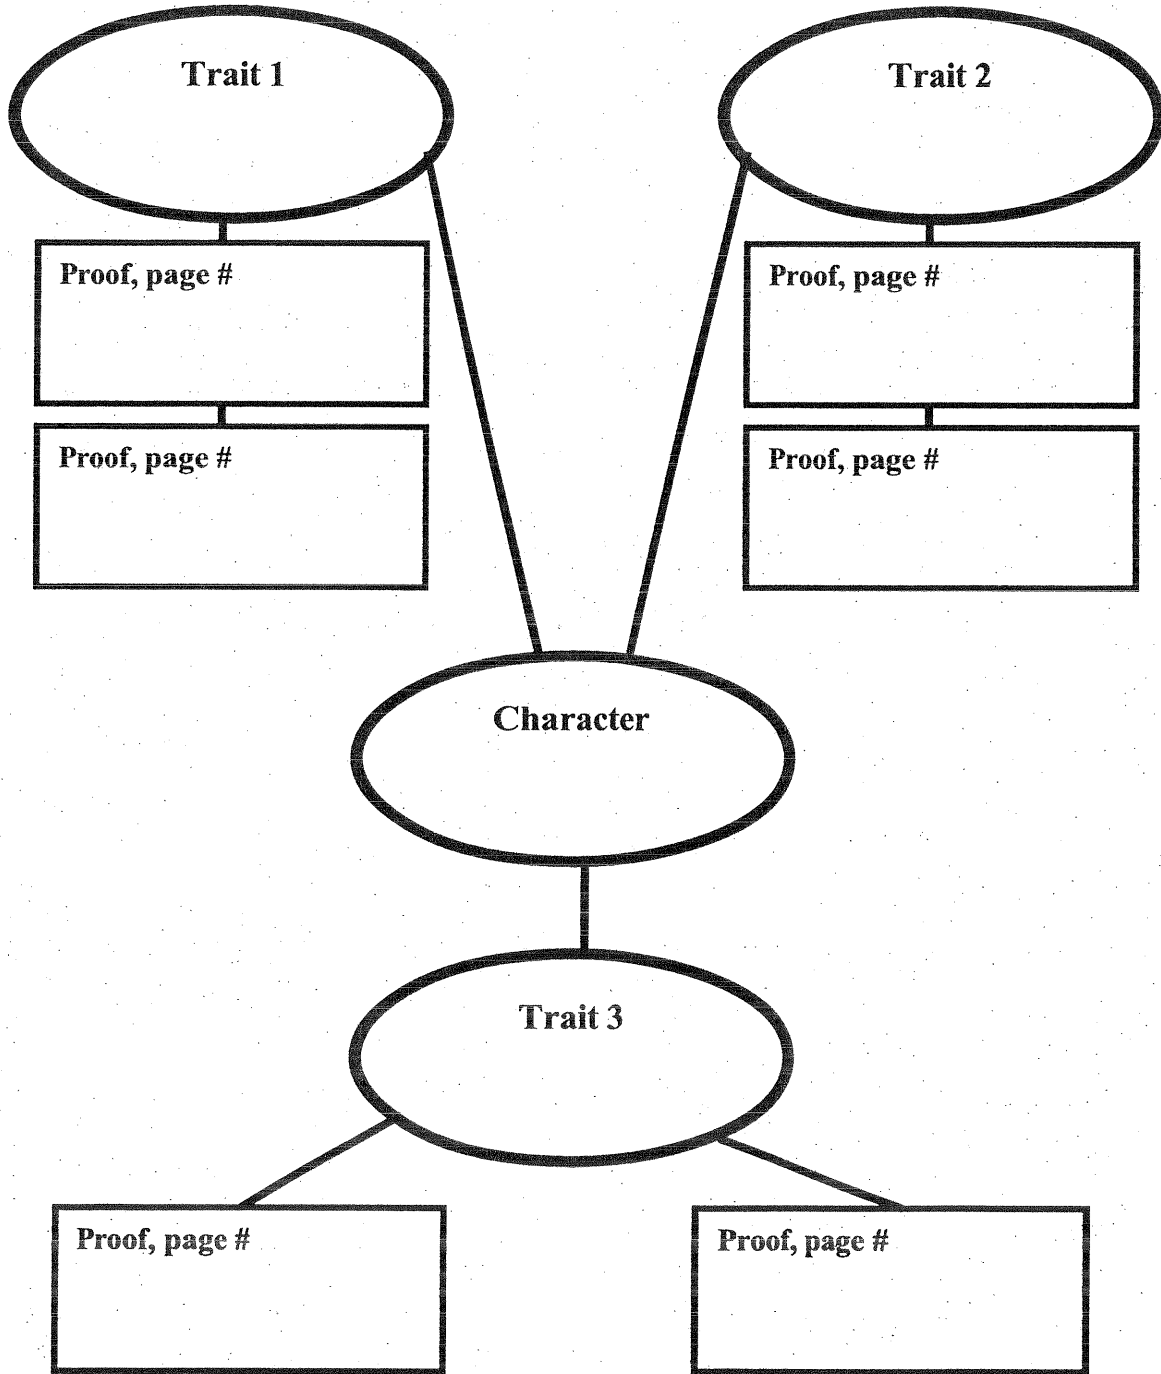 Trait 1
Trait 2
Proof, page #
Proof, page #
Proof, page #
Proof, page #
Character
Trait 3
Proof, page #
Proof, page #